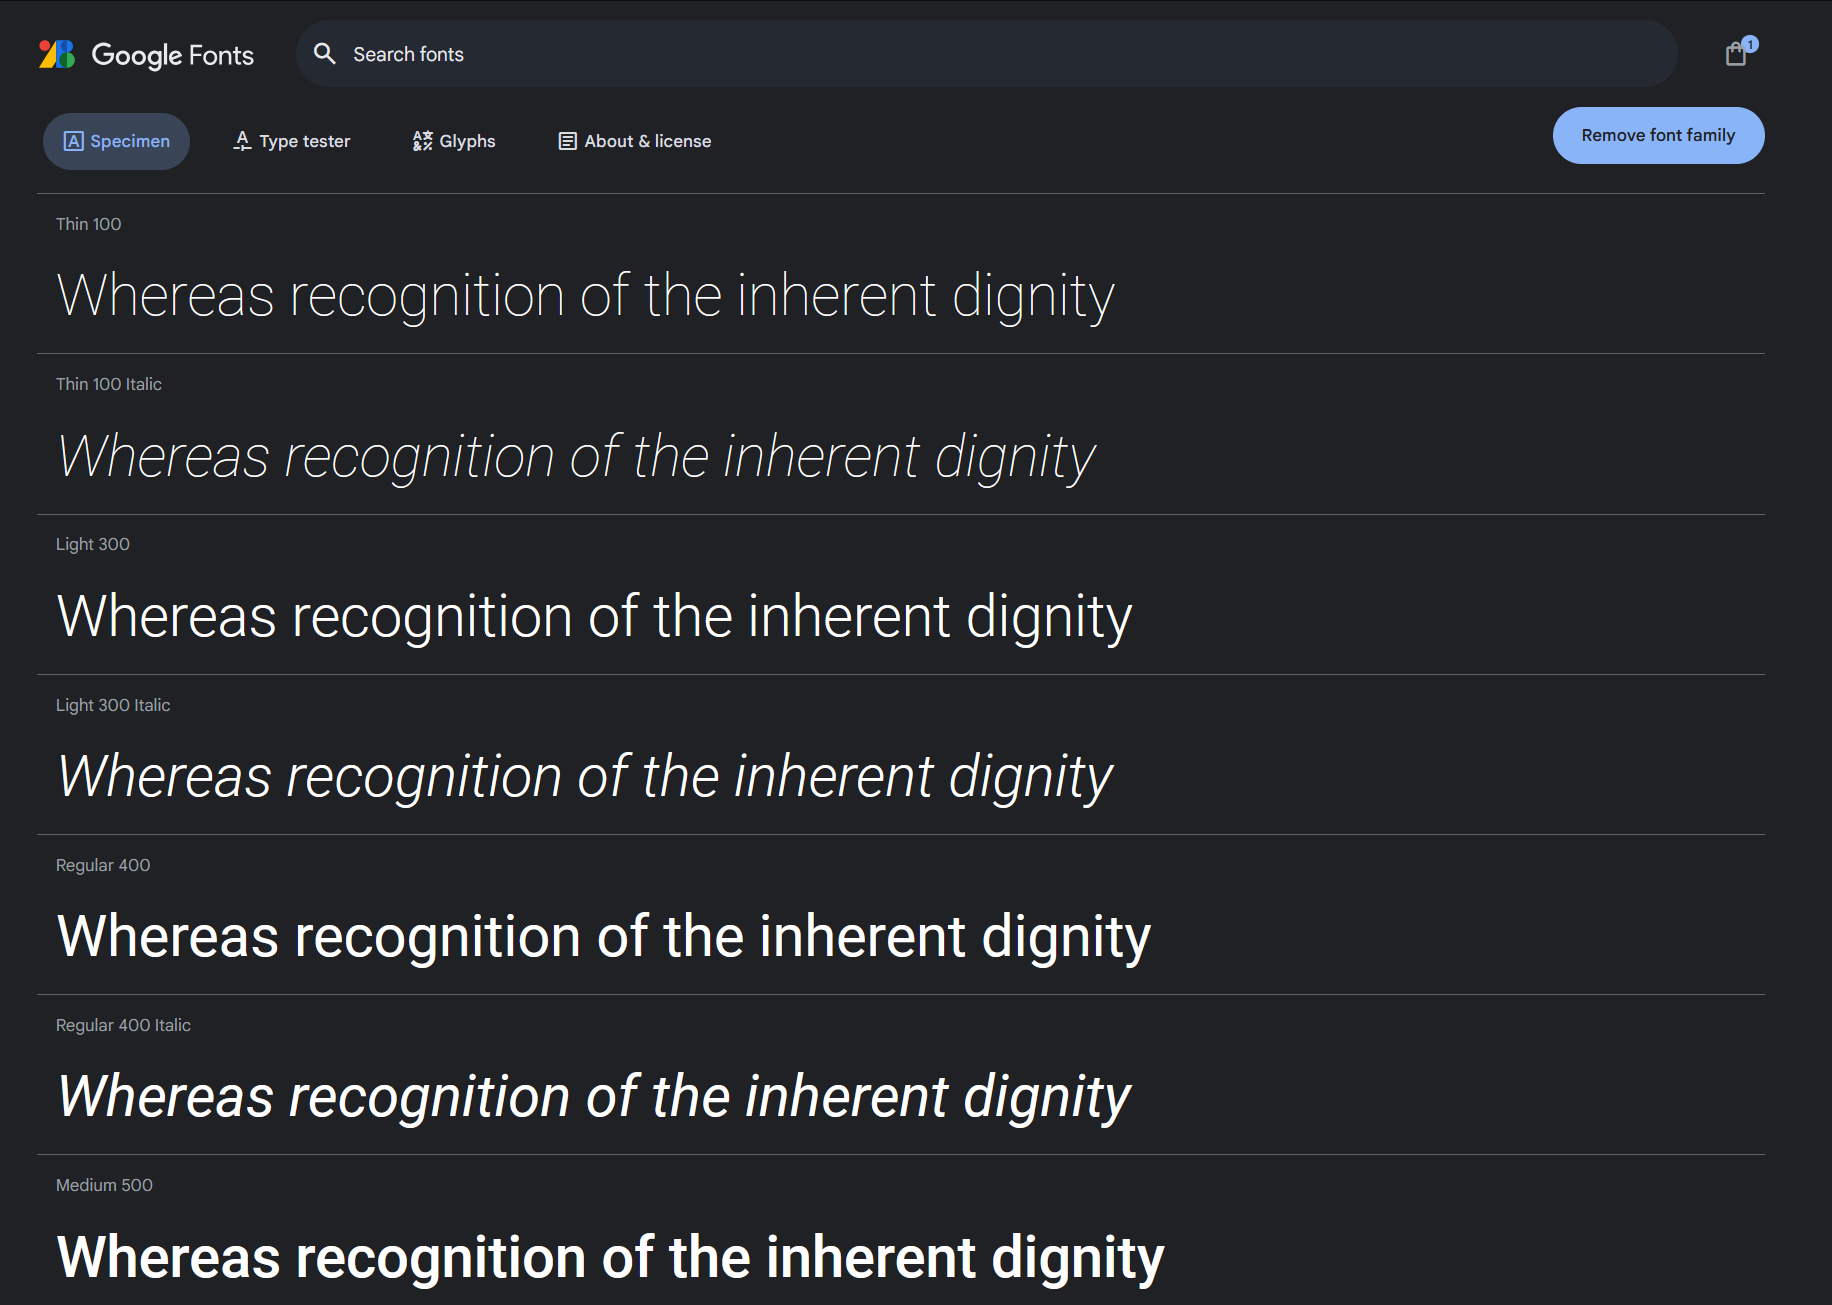 Google Fonts
Search fonts
1
Specimen
Type tester
Glyphs
About & license
Remove font family
Thin 100
Whereas recognition of the inherent dignity
Thin 100 Italic
Whereas recognition of the inherent dignity
Light 300
Whereas recognition of the inherent dignity
Light 300 Italic
Whereas recognition of the inherent dignity
Regular 400
Whereas recognition of the inherent dignity
Regular 400 Italic
Whereas recognition of the inherent dignity
Medium 500
Whereas recognition of the inherent dignity